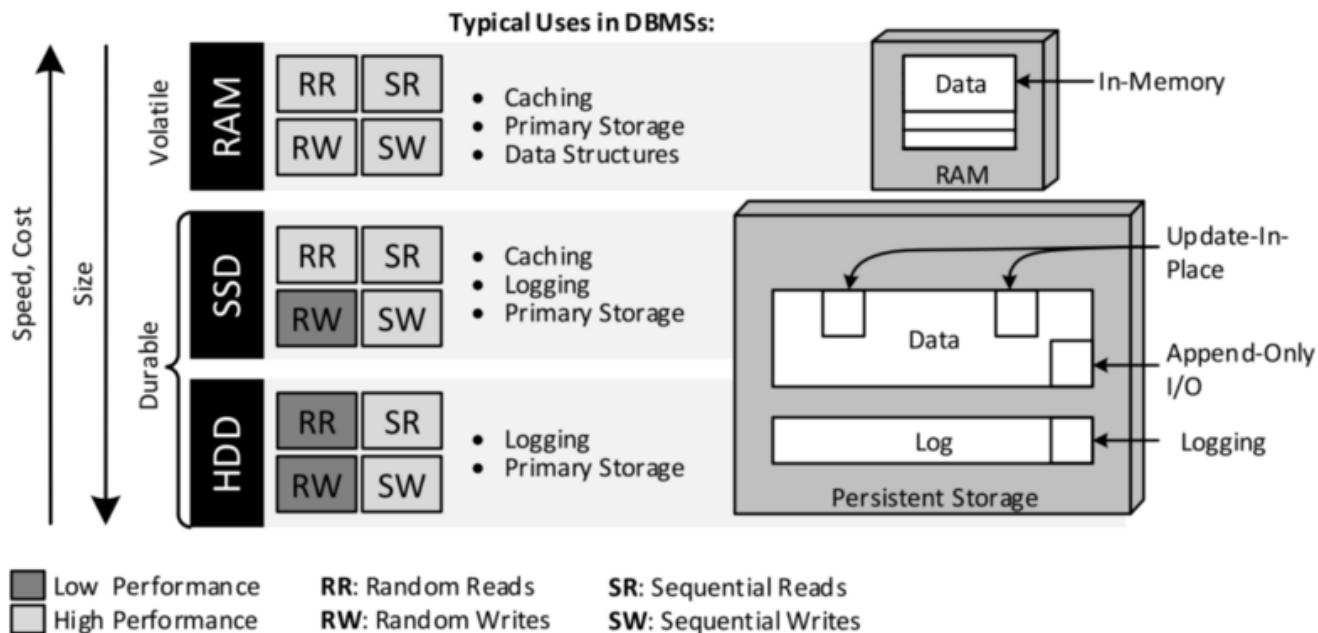 Typical Uses in DBMSs:
Speed, Cost
Size
Volatile
RAM
RR
SR
RW
SW
• Caching
• Primary Storage
• Data Structures
Data
RAM
In-Memory
Durable
SSD
RR
SR
RW
SW
• Caching
• Logging
• Primary Storage
HDD
RR
SR
RW
SW
• Logging
• Primary Storage
Data
Log
Persistent Storage
Update-In-
Place
Append-Only
I/O
Logging
Low Performance
RR: Random Reads
SR: Sequential Reads
High Performance
RW: Random Writes
SW: Sequential Writes